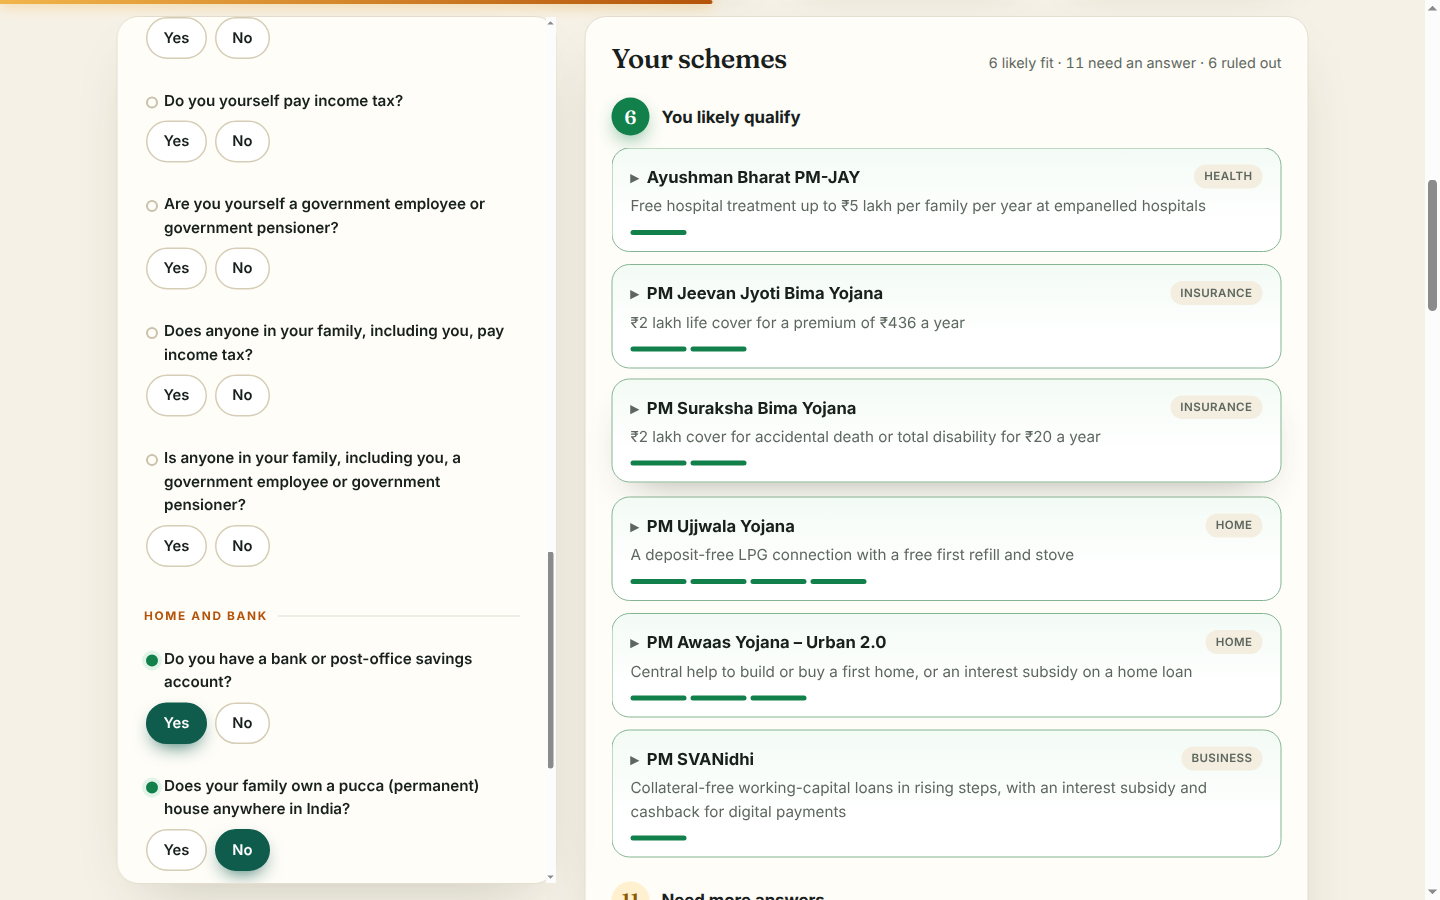 Yes No
Do you yourself pay income tax?
Yes No
Are you yourself a government employee or
government pensioner?
Yes No
Does anyone in your family, including you, pay
income tax?
Yes No
Is anyone in your family, including you, a
government employee or government
pensioner?
Yes No
HOME AND BANK
Do you have a bank or post-office savings
account?
Yes No
Does your family own a pucca (permanent)
house anywhere in India?
Yes No
Your schemes
6 likely fit · 11 need an answer · 6 ruled out
6 You likely qualify
Ayushman Bharat PM-JAY HEALTH
Free hospital treatment up to ₹5 lakh per family per year at empanelled hospitals
PM Jeevan Jyoti Bima Yojana INSURANCE
₹2 lakh life cover for a premium of ₹436 a year
PM Suraksha Bima Yojana INSURANCE
₹2 lakh cover for accidental death or total disability for ₹20 a year
PM Ujjwala Yojana HOME
A deposit-free LPG connection with a free first refill and stove
PM Awaas Yojana – Urban 2.0 HOME
Central help to build or buy a first home, or an interest subsidy on a home loan
PM SVANidhi BUSINESS
Collateral-free working-capital loans in rising steps, with an interest subsidy and
cashback for digital payments
11 Need more answers